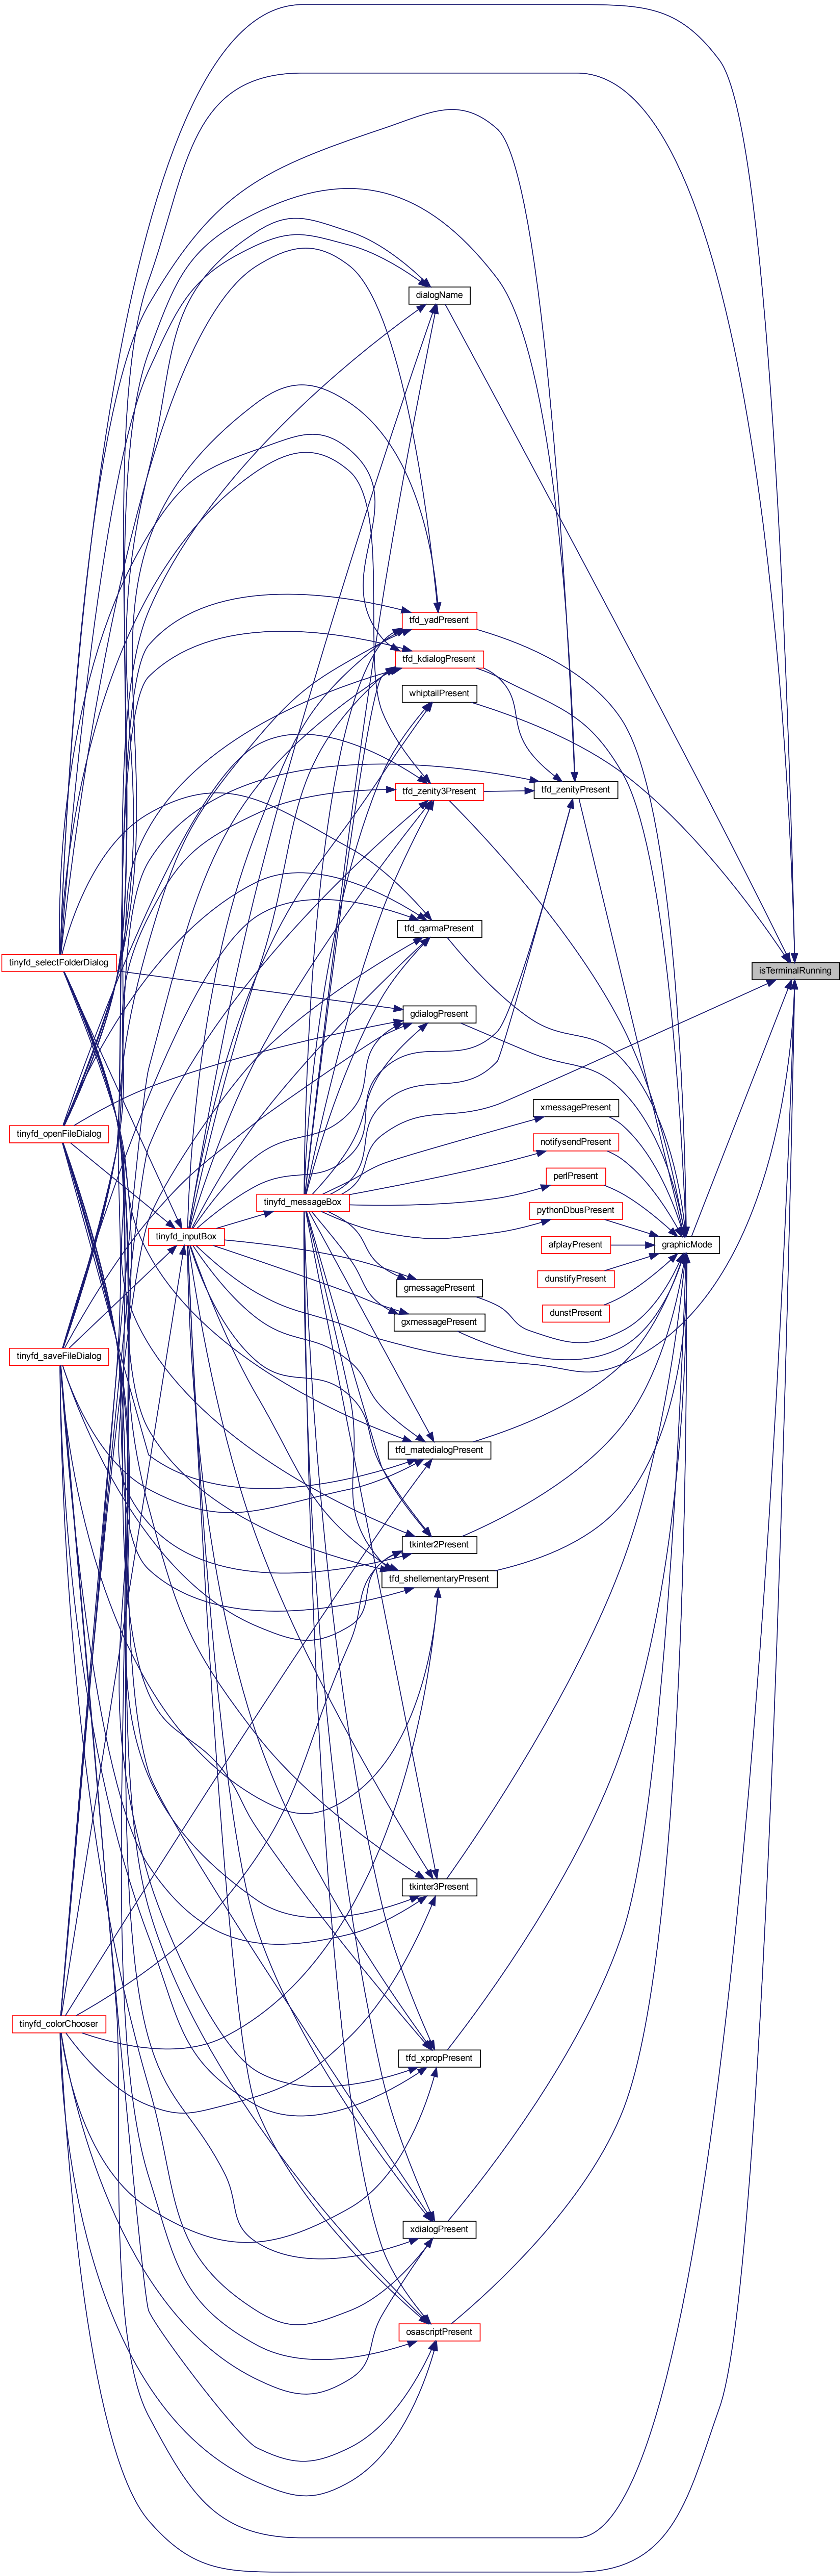 dialogName
tfd_yadPresent
tfd_kdialogPresent
whiptailPresent
tfd_zenityPresent
tfd_zenity3Present
tfd_qarmaPresent
tinyfd_selectFolderDialog
isTerminalRunning
gdialogPresent
xmessagePresent
tinyfd_openFileDialog
notifysendPresent
perlPresent
tinyfd_messageBox
pythonDbusPresent
tinyfd_inputBox
afplayPresent
graphicMode
dunstifyPresent
gmessagePresent
dunstPresent
gxmessagePresent
tinyfd_saveFileDialog
tfd_matedialogPresent
tkinter2Present
tfd_shellementaryPresent
tkinter3Present
tinyfd_colorChooser
tfd_xpropPresent
xdialogPresent
osascriptPresent